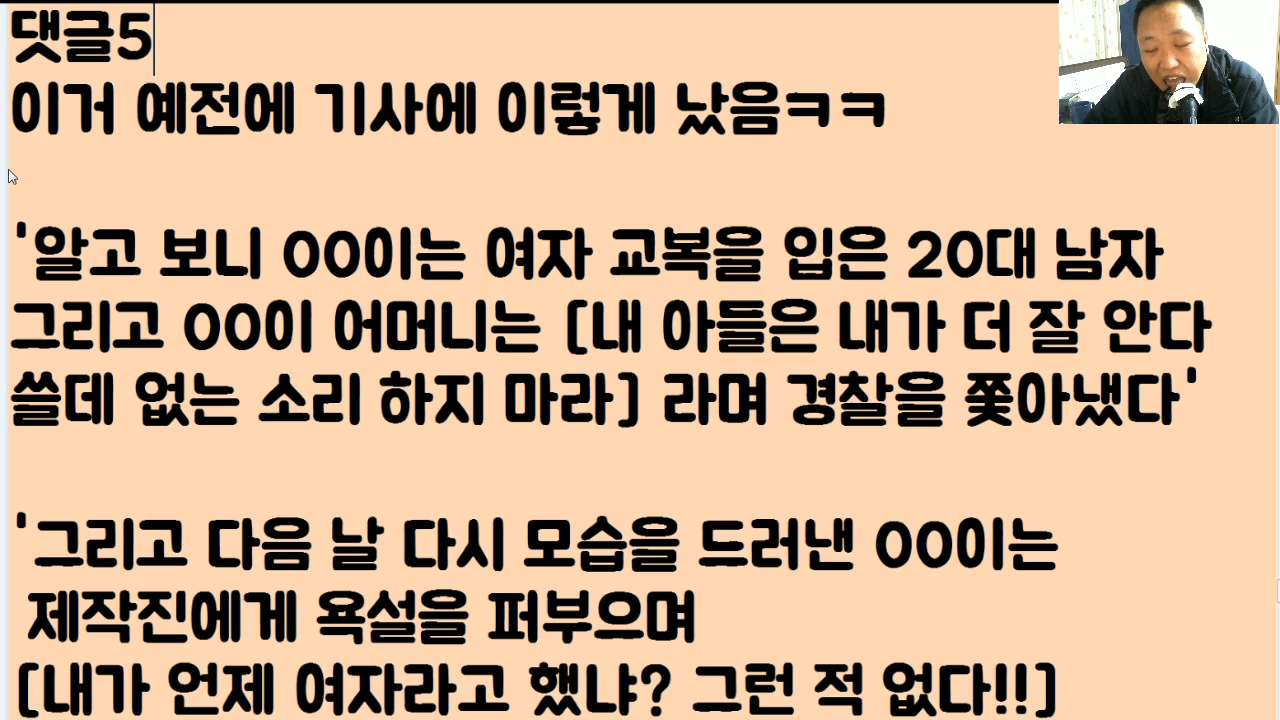 댓글5
이거 예전에 기사에 이렇게 났음ㅋㅋ
'알고 보니 OO이는 여자 교복을 입은 20대 남자
그리고 OO이 어머니는 [내 아들은 내가 더 잘 안다
쓸데 없는 소리 하지 마라] 라며 경찰을 쫓아냈다'
'그리고 다음 날 다시 모습을 드러낸 OO이는
제작진에게 욕설을 퍼부으며
[내가 언제 여자라고 했냐? 그런 적 없다!!]